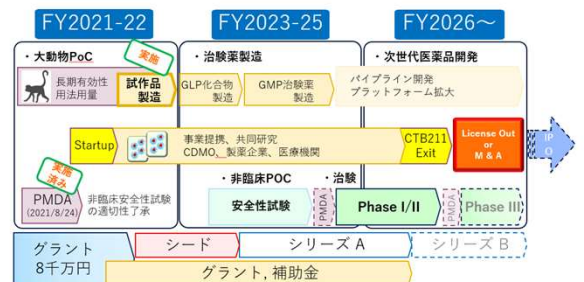 FY2021-22
FY2023-25
FY2026～
・大動物PoC
実施
・治験薬製造
・次世代医薬品開発
長期有効性
用法用量
試作品
製造
GLP化合物
製造
GMP治験薬
製造
パイプライン開発
プラットフォーム拡大
Startup
事業提携、共同研究
CDMO、製薬企業、医療機関
CTB211
Exit
License Out
or
M & A
IP
O
実施
済み
・非臨床POC
・治験
PMDA
(2021/8/24)
非臨床安全性試験
の適切性了承
安全性試験
PMDA
Phase I/II
PMDA
Phase III
グラント
8千万円
シード
シリーズ A
シリーズ B
グラント, 補助金